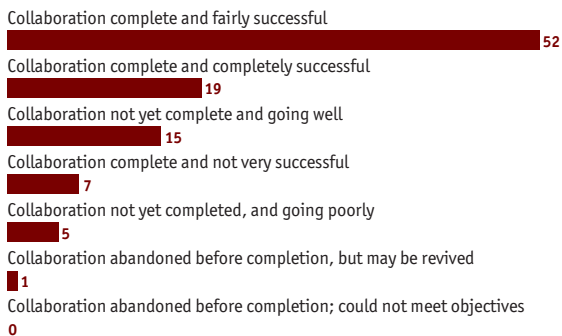 Collaboration complete and fairly successful
52
Collaboration complete and completely successful
19
Collaboration not yet complete and going well
15
Collaboration complete and not very successful
7
Collaboration not yet completed, and going poorly
5
Collaboration abandoned before completion, but may be revived
1
Collaboration abandoned before completion; could not meet objectives
0